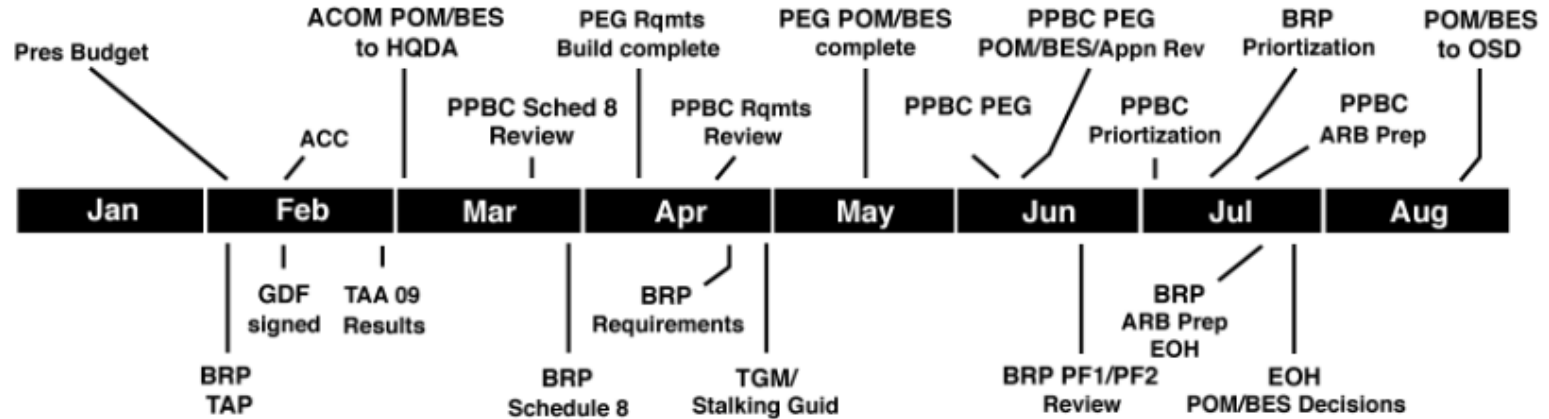 Pres Budget
ACOM POM/BES
to HQDA
PEG Rqmts
Build complete
PEG POM/BES
complete
PPBC PEG
POM/BES/Appn Rev
BRP
Priortization
POM/BES
to OSD
ACC
PPBC Sched 8
Review
PPBC Rqmts
Review
PPBC PEG
PPBC
Priortization
PPBC
ARB Prep
Jan
Feb
Mar
Apr
May
Jun
Jul
Aug
GDF
signed
TAA 09
Results
BRP
Requirements
BRP
ARB Prep
EOH
BRP
TAP
BRP
Schedule 8
TGM/
Stalking Guid
BRP PF1/PF2
Review
EOH
POM/BES Decisions